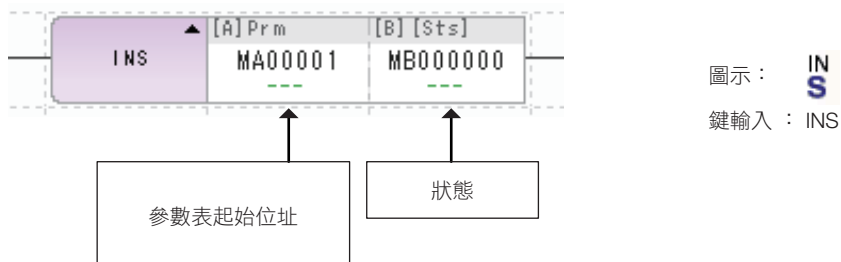 [A]Prm [B][Sts]
INS MA00001 MB000000
--- ---
參數表起始位址
狀態
圖示： IN
S
鍵輸入 ： INS